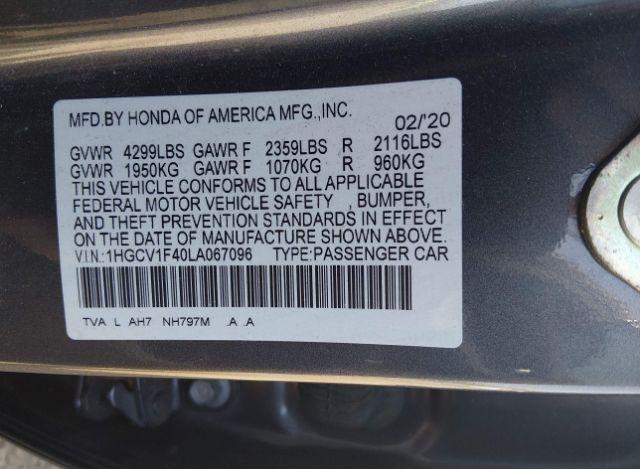 MFD.BY HONDA OF AMERICA MFG.,INC.
02/'20
GVWR 4299LBS GAWR F 2359LBS R 2116LBS
GVWR 1950KG GAWR F 1070KG R 960KG
THIS VEHICLE CONFORMS TO ALL APPLICABLE
FEDERAL MOTOR VEHICLE SAFETY , BUMPER,
AND THEFT PREVENTION STANDARDS IN EFFECT
ON THE DATE OF MANUFACTURE SHOWN ABOVE.
V.I.N.:1HGCV1F40LA067096 TYPE:PASSENGER CAR
TVA L AH7 NH797M .A .A